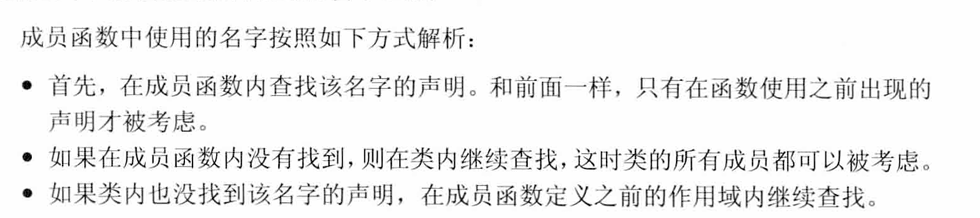 成员函数中使用的名字按照如下方式解析：
● 首先，在成员函数内查找该名字的声明。和前面一样，只有在函数使用之前出现的
声明才被考虑。
● 如果在成员函数内没有找到，则在类内继续查找，这时类的所有成员都可以被考虑。
● 如果类内也没找到该名字的声明，在成员函数定义之前的作用域内继续查找。